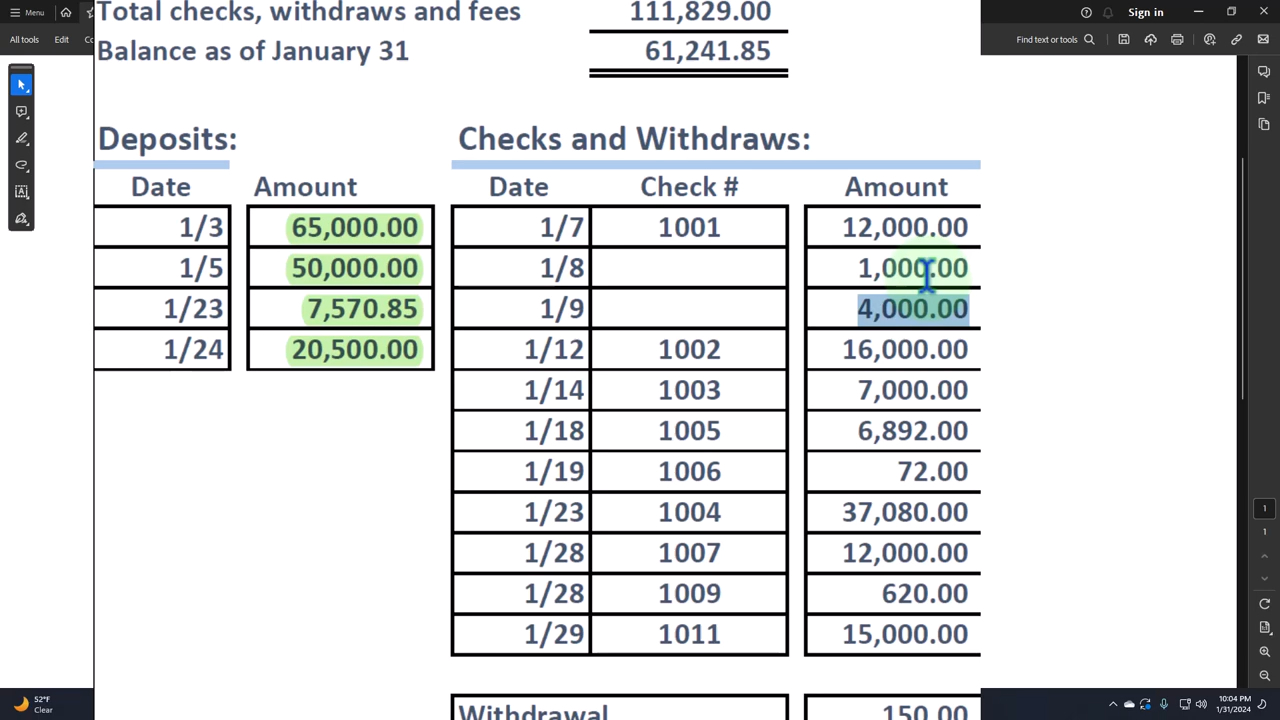 Menu
Sign in
All tools
Edit
Find text or tools
Total checks, withdraws and fees 111,829.00
Balance as of January 31 61,241.85
Deposits:
Date Amount
1/3 65,000.00
1/5 50,000.00
1/23 7,570.85
1/24 20,500.00
Checks and Withdraws:
Date Check # Amount
1/7 1001 12,000.00
1/8 1,000.00
1/9 4,000.00
1/12 1002 16,000.00
1/14 1003 7,000.00
1/18 1005 6,892.00
1/19 1006 72.00
1/23 1004 37,080.00
1/28 1007 12,000.00
1/28 1009 620.00
1/29 1011 15,000.00
Withdrawal 150.00
1
1
52°F
Clear
10:04 PM
1/31/2024